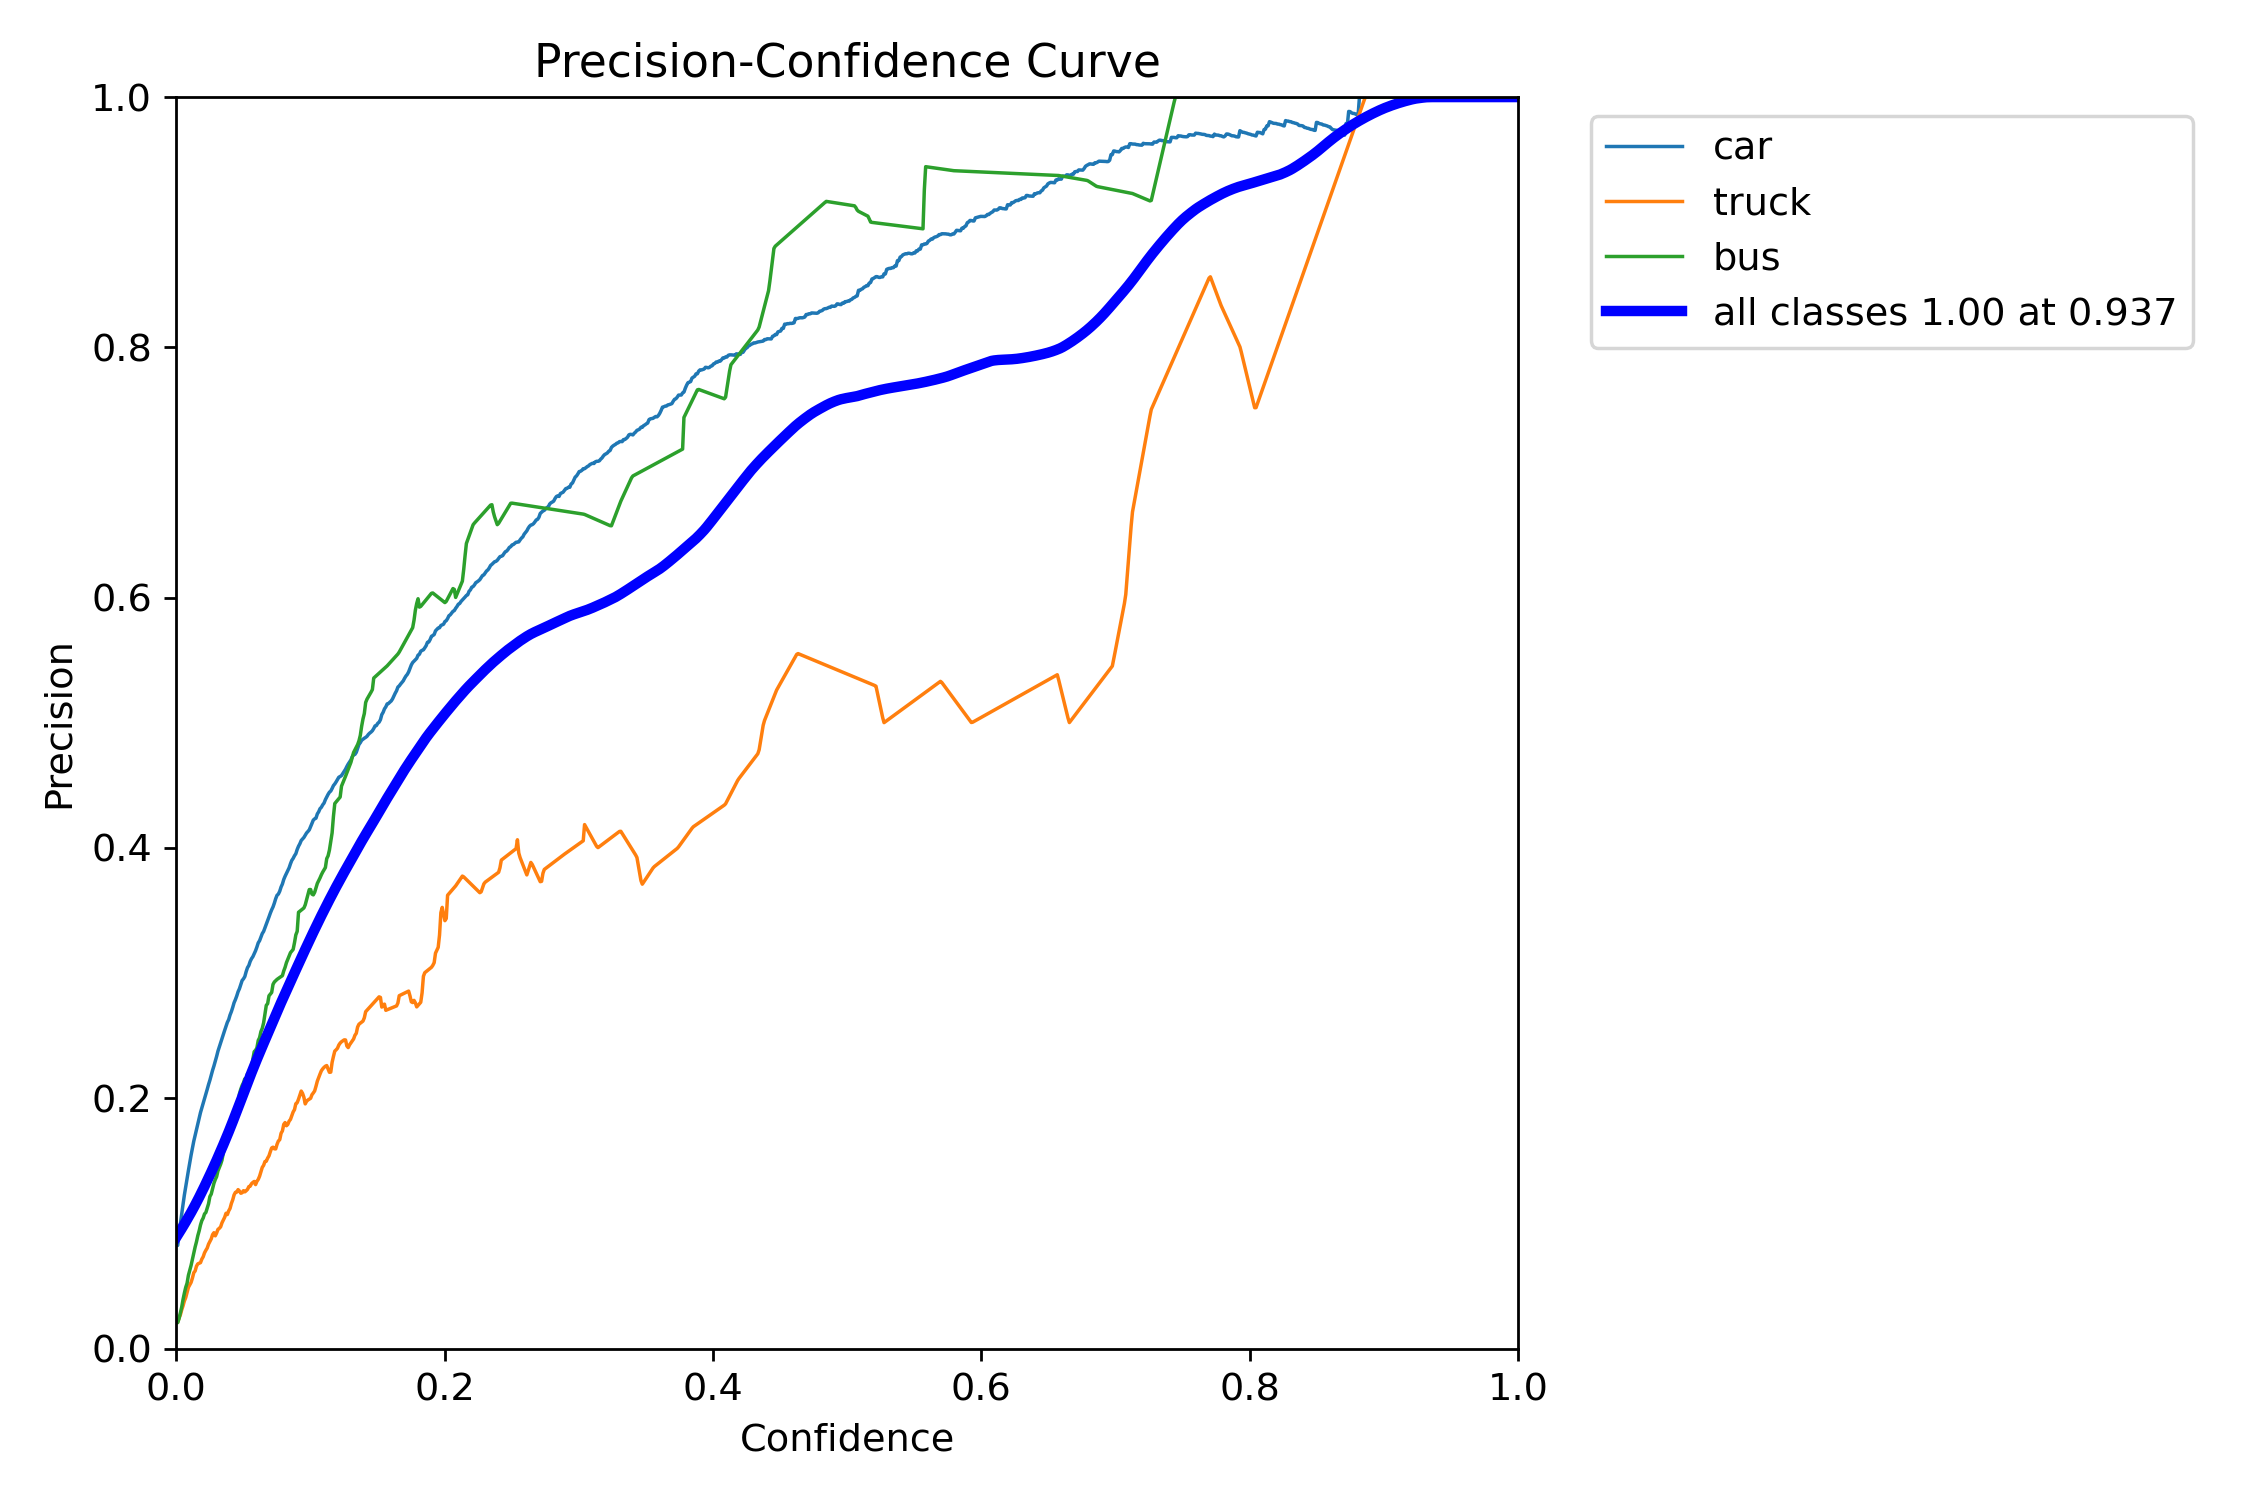 Precision-Confidence Curve
1.0
0.8
0.6
0.4
0.2
0.0
Precision
0.0 0.2 0.4 0.6 0.8 1.0
Confidence
car
truck
bus
all classes 1.00 at 0.937